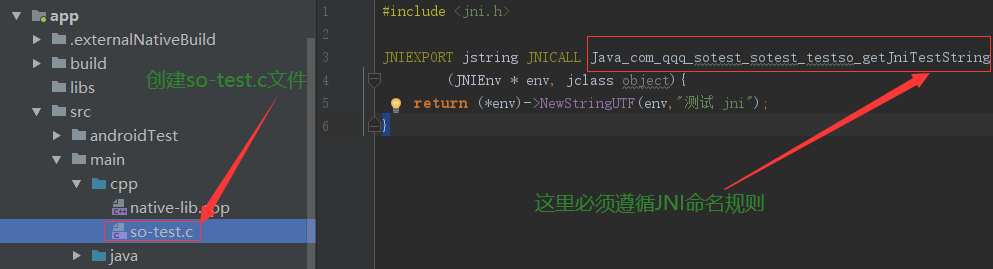 app
.externalNativeBuild
build
libs
src
androidTest
main
cpp
native-lib.cpp
so-test.c
java
创建so-test.c文件
1 #include <jni.h>
2
3 JNIEXPORT jstring JNICALL Java_com_qqq_sotest_sotest_testso_getJniTestString
4 (JNIEnv * env, jclass object){
5 return (*env)->NewStringUTF(env,"测试 jni");
6 }
这里必须遵循JNI命名规则